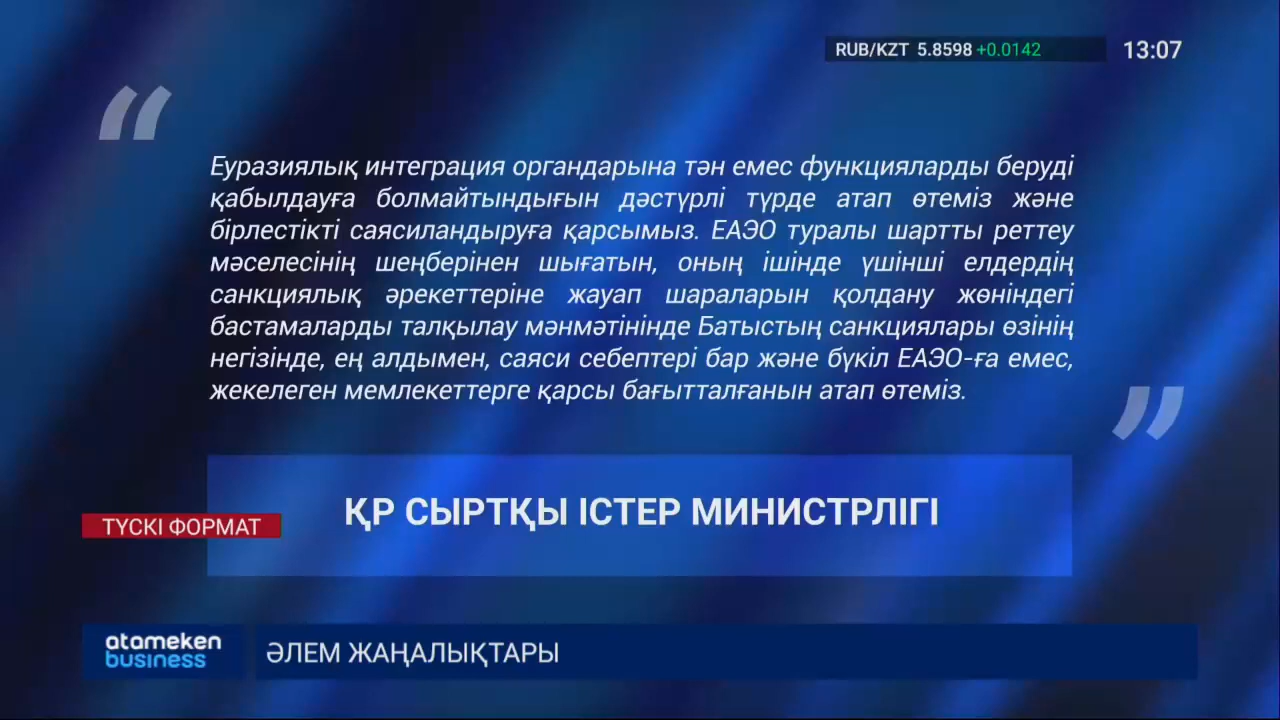 RUB/KZT 5.8598 +0.0142
13:07
“
Еуразиялық интеграция органдарына тән емес функцияларды беруді
қабылдауға болмайтындығын дәстүрлі түрде атап өтеміз және
бірлестікті саясиландыруға қарсымыз. ЕАЭО туралы шартты реттеу
мәселесінің шеңберінен шығатын, оның ішінде үшінші елдердің
санкциялық әрекеттеріне жауап шараларын қолдану жөніндегі
бастамаларды талқылау мәнмәтінінде Батыстың санкциялары өзінің
негізінде, ең алдымен, саяси себептері бар және бүкіл ЕАЭО-ға емес,
жекелеген мемлекеттерге қарсы бағытталғанын атап өтеміз.
”
ҚР СЫРТҚЫ ІСТЕР МИНИСТРЛІГІ
ТҮСКІ ФОРМАТ
atameken
business
ӘЛЕМ ЖАҢАЛЫҚТАРЫ